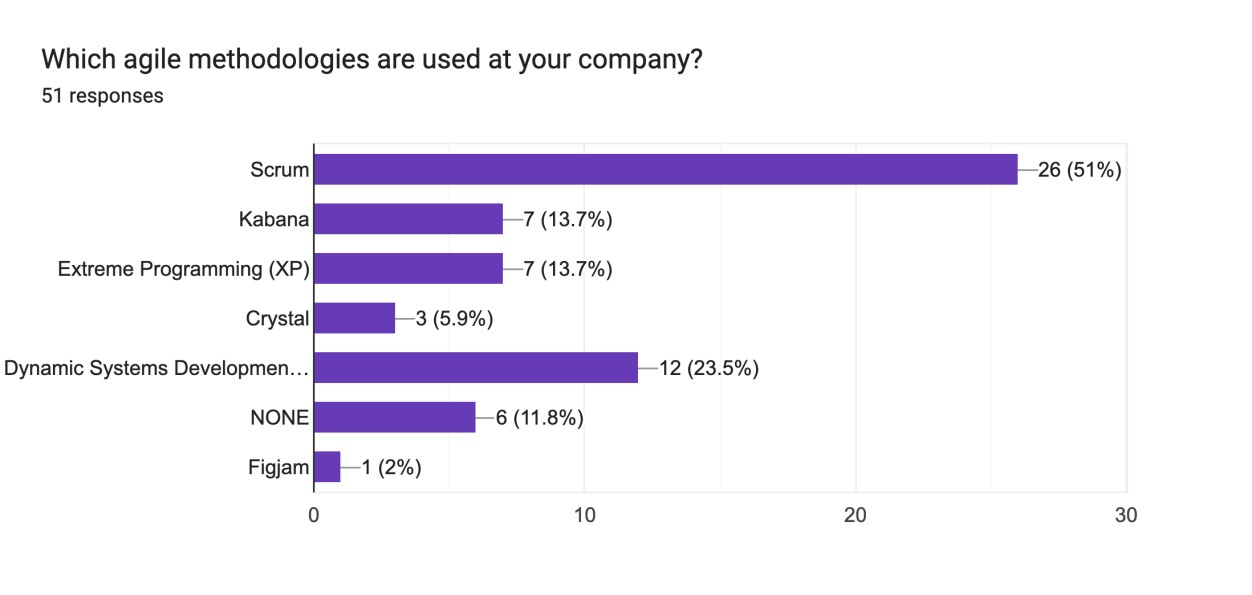 Which agile methodologies are used at your company?
51 responses
Scrum 26 (51%)
Kabana 7 (13.7%)
Extreme Programming (XP) 7 (13.7%)
Crystal 3 (5.9%)
Dynamic Systems Developmen… 12 (23.5%)
NONE 6 (11.8%)
Figjam 1 (2%)
0 10 20 30